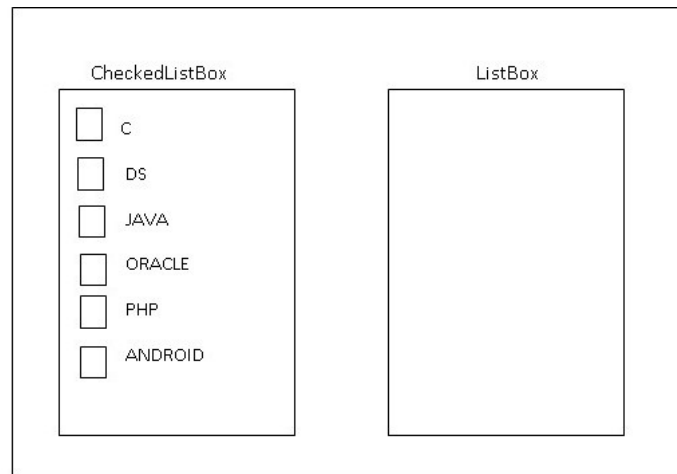 CheckedListBox
ListBox
C
DS
JAVA
ORACLE
PHP
ANDROID